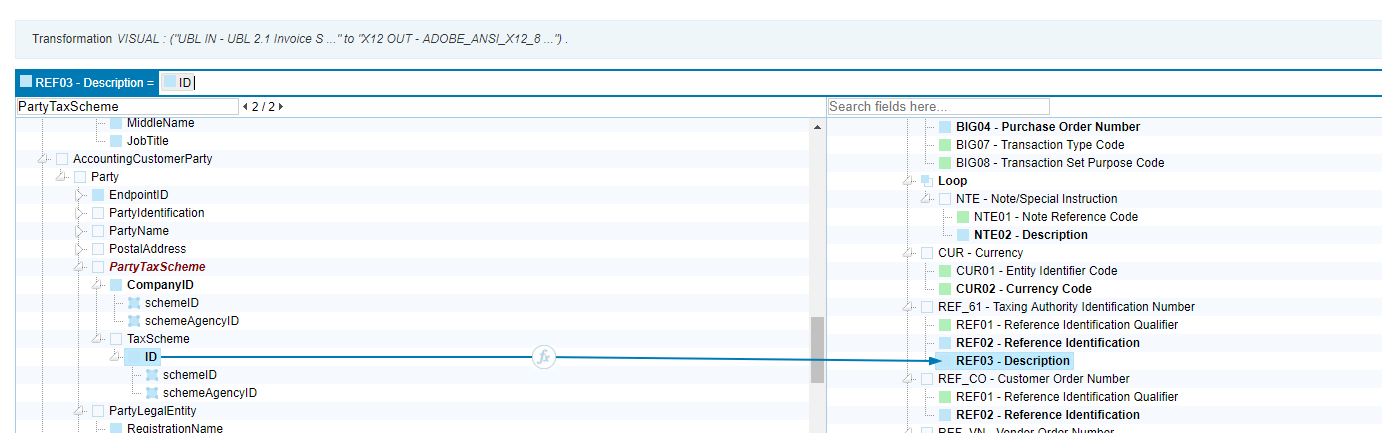 Transformation VISUAL : ("UBL IN - UBL 2.1 Invoice S ..." to "X12 OUT - ADOBE_ANSI_X12_8 ...") .
REF03 - Description = ID
PartyTaxScheme 2 / 2
MiddleName
JobTitle
AccountingCustomerParty
Party
EndpointID
PartyIdentification
PartyName
PostalAddress
PartyTaxScheme
CompanyID
schemeID
schemeAgencyID
TaxScheme
ID
schemeID
schemeAgencyID
PartyLegalEntity
RegistrationName
fx
Search fields here...
BIG04 - Purchase Order Number
BIG07 - Transaction Type Code
BIG08 - Transaction Set Purpose Code
Loop
NTE - Note/Special Instruction
NTE01 - Note Reference Code
NTE02 - Description
CUR - Currency
CUR01 - Entity Identifier Code
CUR02 - Currency Code
REF_61 - Taxing Authority Identification Number
REF01 - Reference Identification Qualifier
REF02 - Reference Identification
REF03 - Description
REF_CO - Customer Order Number
REF01 - Reference Identification Qualifier
REF02 - Reference Identification
REF_VN - Vendor Order Number